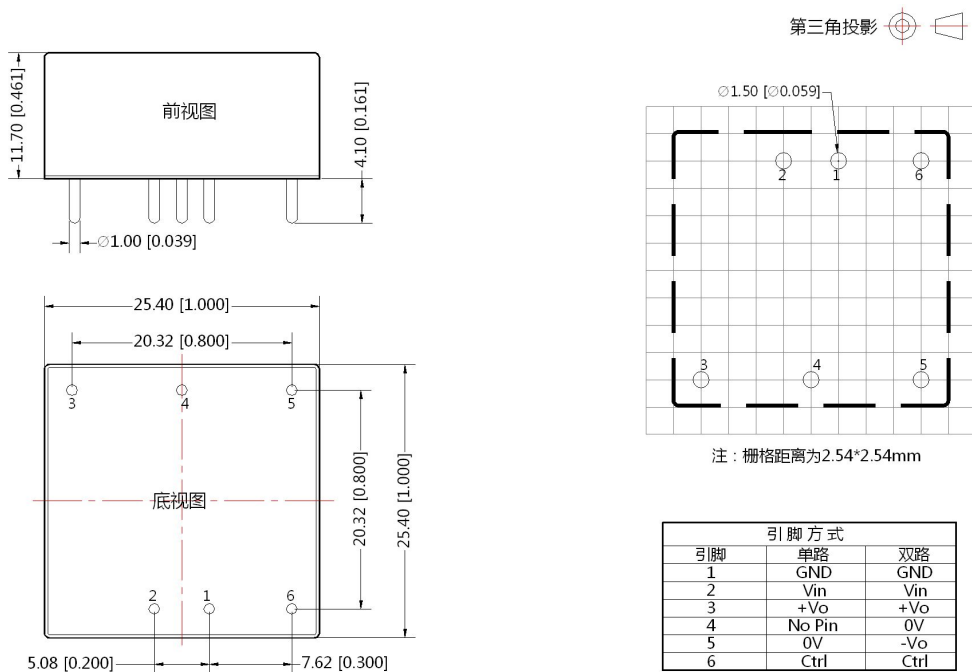 第三角投影
11.70 [0.461]
前视图
4.10 [0.161]
∅1.00 [0.039]
∅1.50 [∅0.059]
2 1 6
3 4 5
注：栅格距离为2.54*2.54mm
25.40 [1.000]
20.32 [0.800]
3 4 5
底视图
20.32 [0.800]
25.40 [1.000]
2 1 6
5.08 [0.200]
7.62 [0.300]
引脚方式
引脚 单路 双路
1 GND GND
2 Vin Vin
3 +Vo +Vo
4 No Pin 0V
5 0V -Vo
6 Ctrl Ctrl